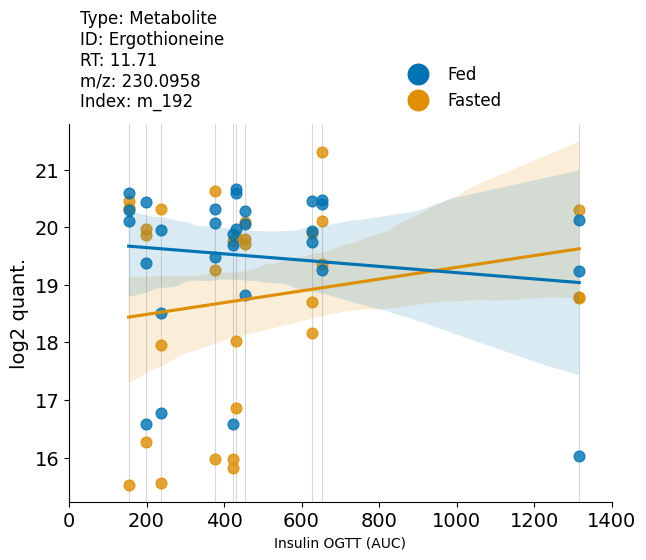 Type: Metabolite
ID: Ergothioneine
RT: 11.71
m/z: 230.0958
Index: m_192
Fed
Fasted
21
20
19
18
17
16
log2 quant.
0
200
400
600
800
1000
1200
1400
Insulin OGTT (AUC)